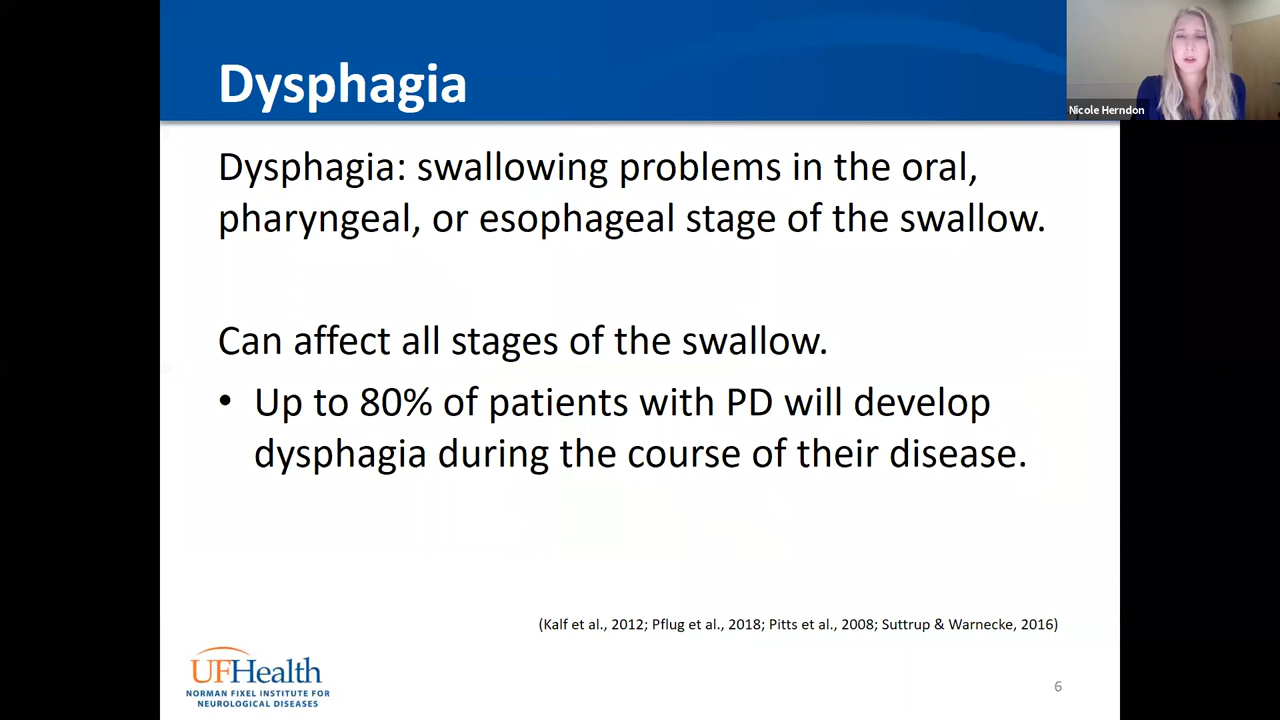 Dysphagia
Nicole Herndon
Dysphagia: swallowing problems in the oral,
pharyngeal, or esophageal stage of the swallow.
Can affect all stages of the swallow.
• Up to 80% of patients with PD will develop
dysphagia during the course of their disease.
(Kalf et al., 2012; Pflug et al., 2018; Pitts et al., 2008; Suttrup & Warnecke, 2016)
UFHealth
NORMAN FIXEL INSTITUTE FOR
NEUROLOGICAL DISEASES
6